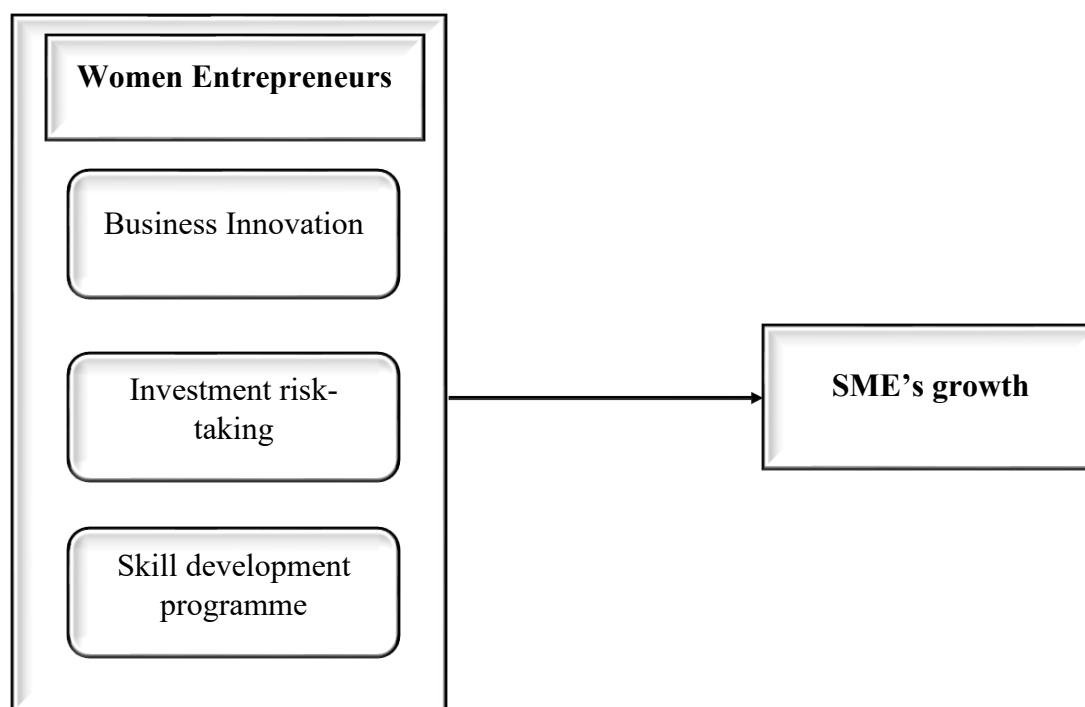 Women Entrepreneurs
Business Innovation
Investment risk-
taking
Skill development
programme
SME’s growth